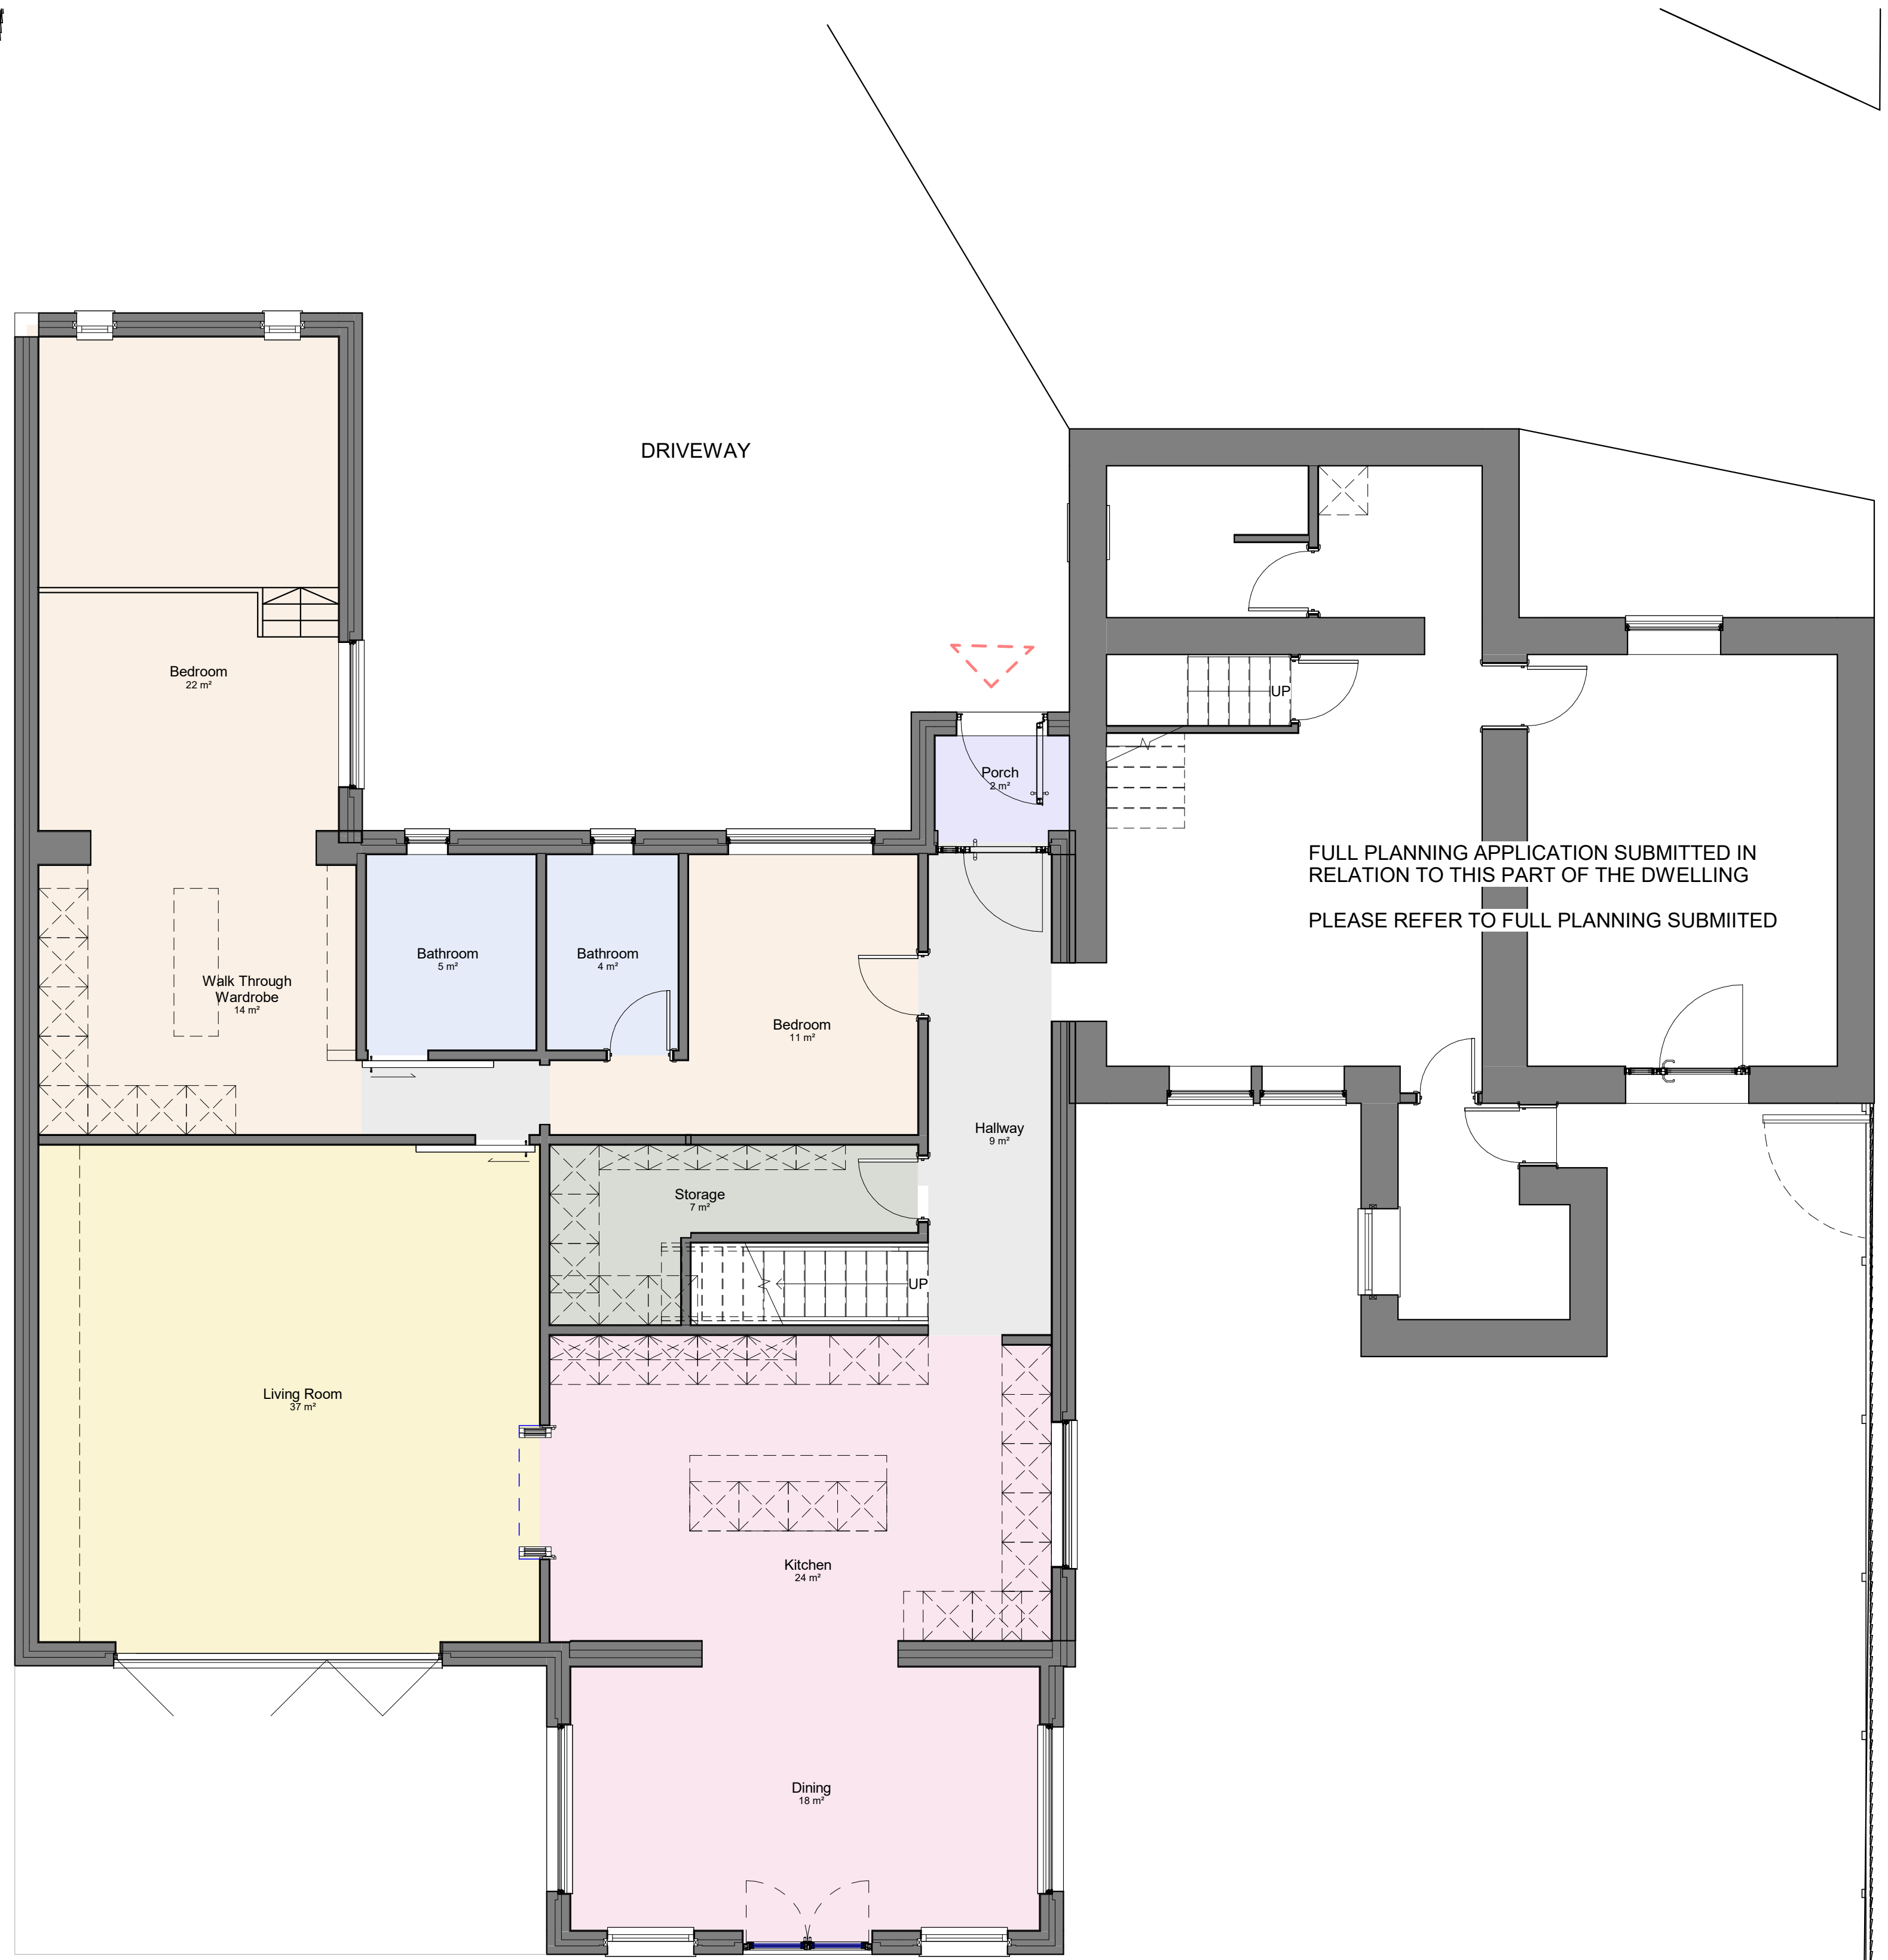 DRIVEWAY
Bedroom
22 m²
UP
Porch
2 m²
FULL PLANNING APPLICATION SUBMITTED IN
RELATION TO THIS PART OF THE DWELLING
PLEASE REFER TO FULL PLANNING SUBMIITED
Bathroom
5 m²
Bathroom
4 m²
Walk Through
Wardrobe
14 m²
Bedroom
11 m²
Hallway
9 m²
Storage
7 m²
UP
Living Room
37 m²
Kitchen
24 m²
Dining
18 m²